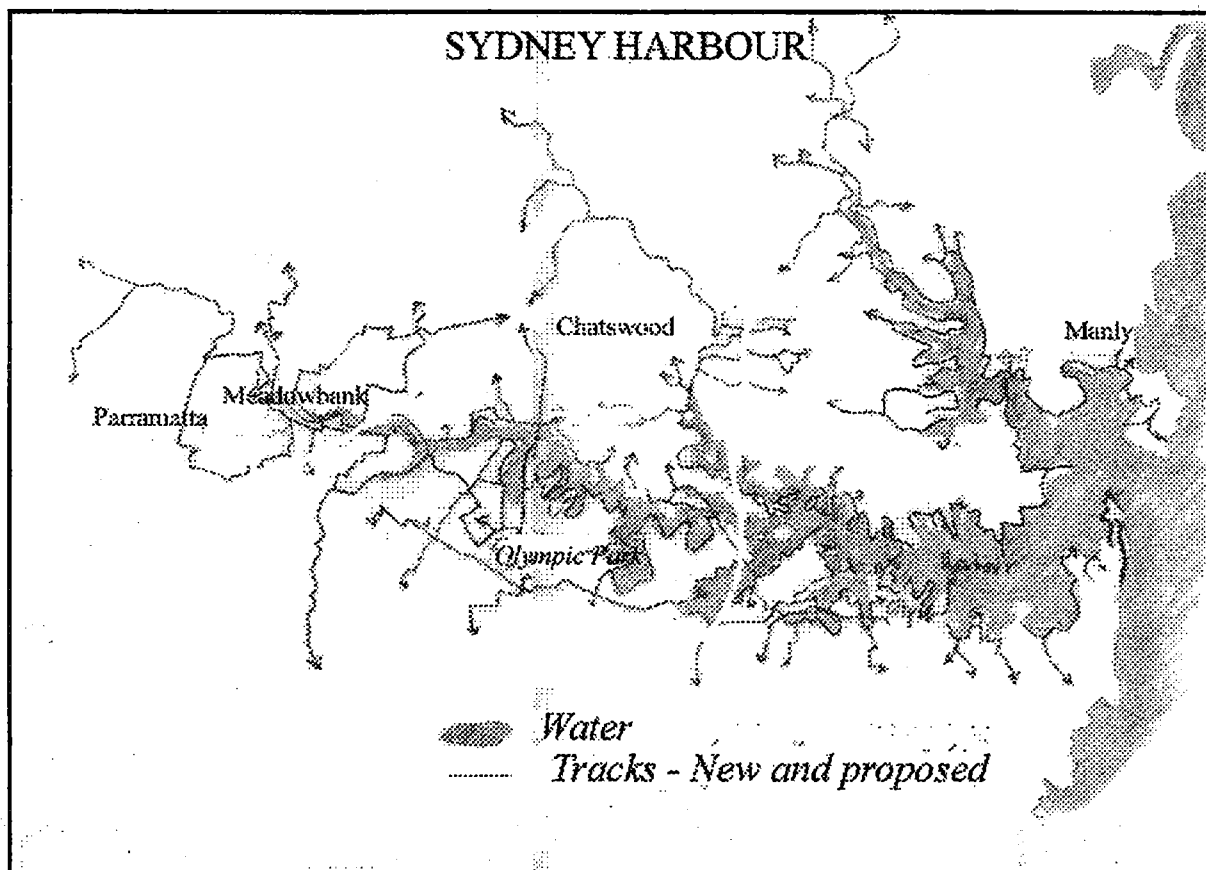 SYDNEY HARBOUR
Chatswood
Manly
Meadowbank
Parramatta
Olympic Park
Water
Tracks - New and proposed